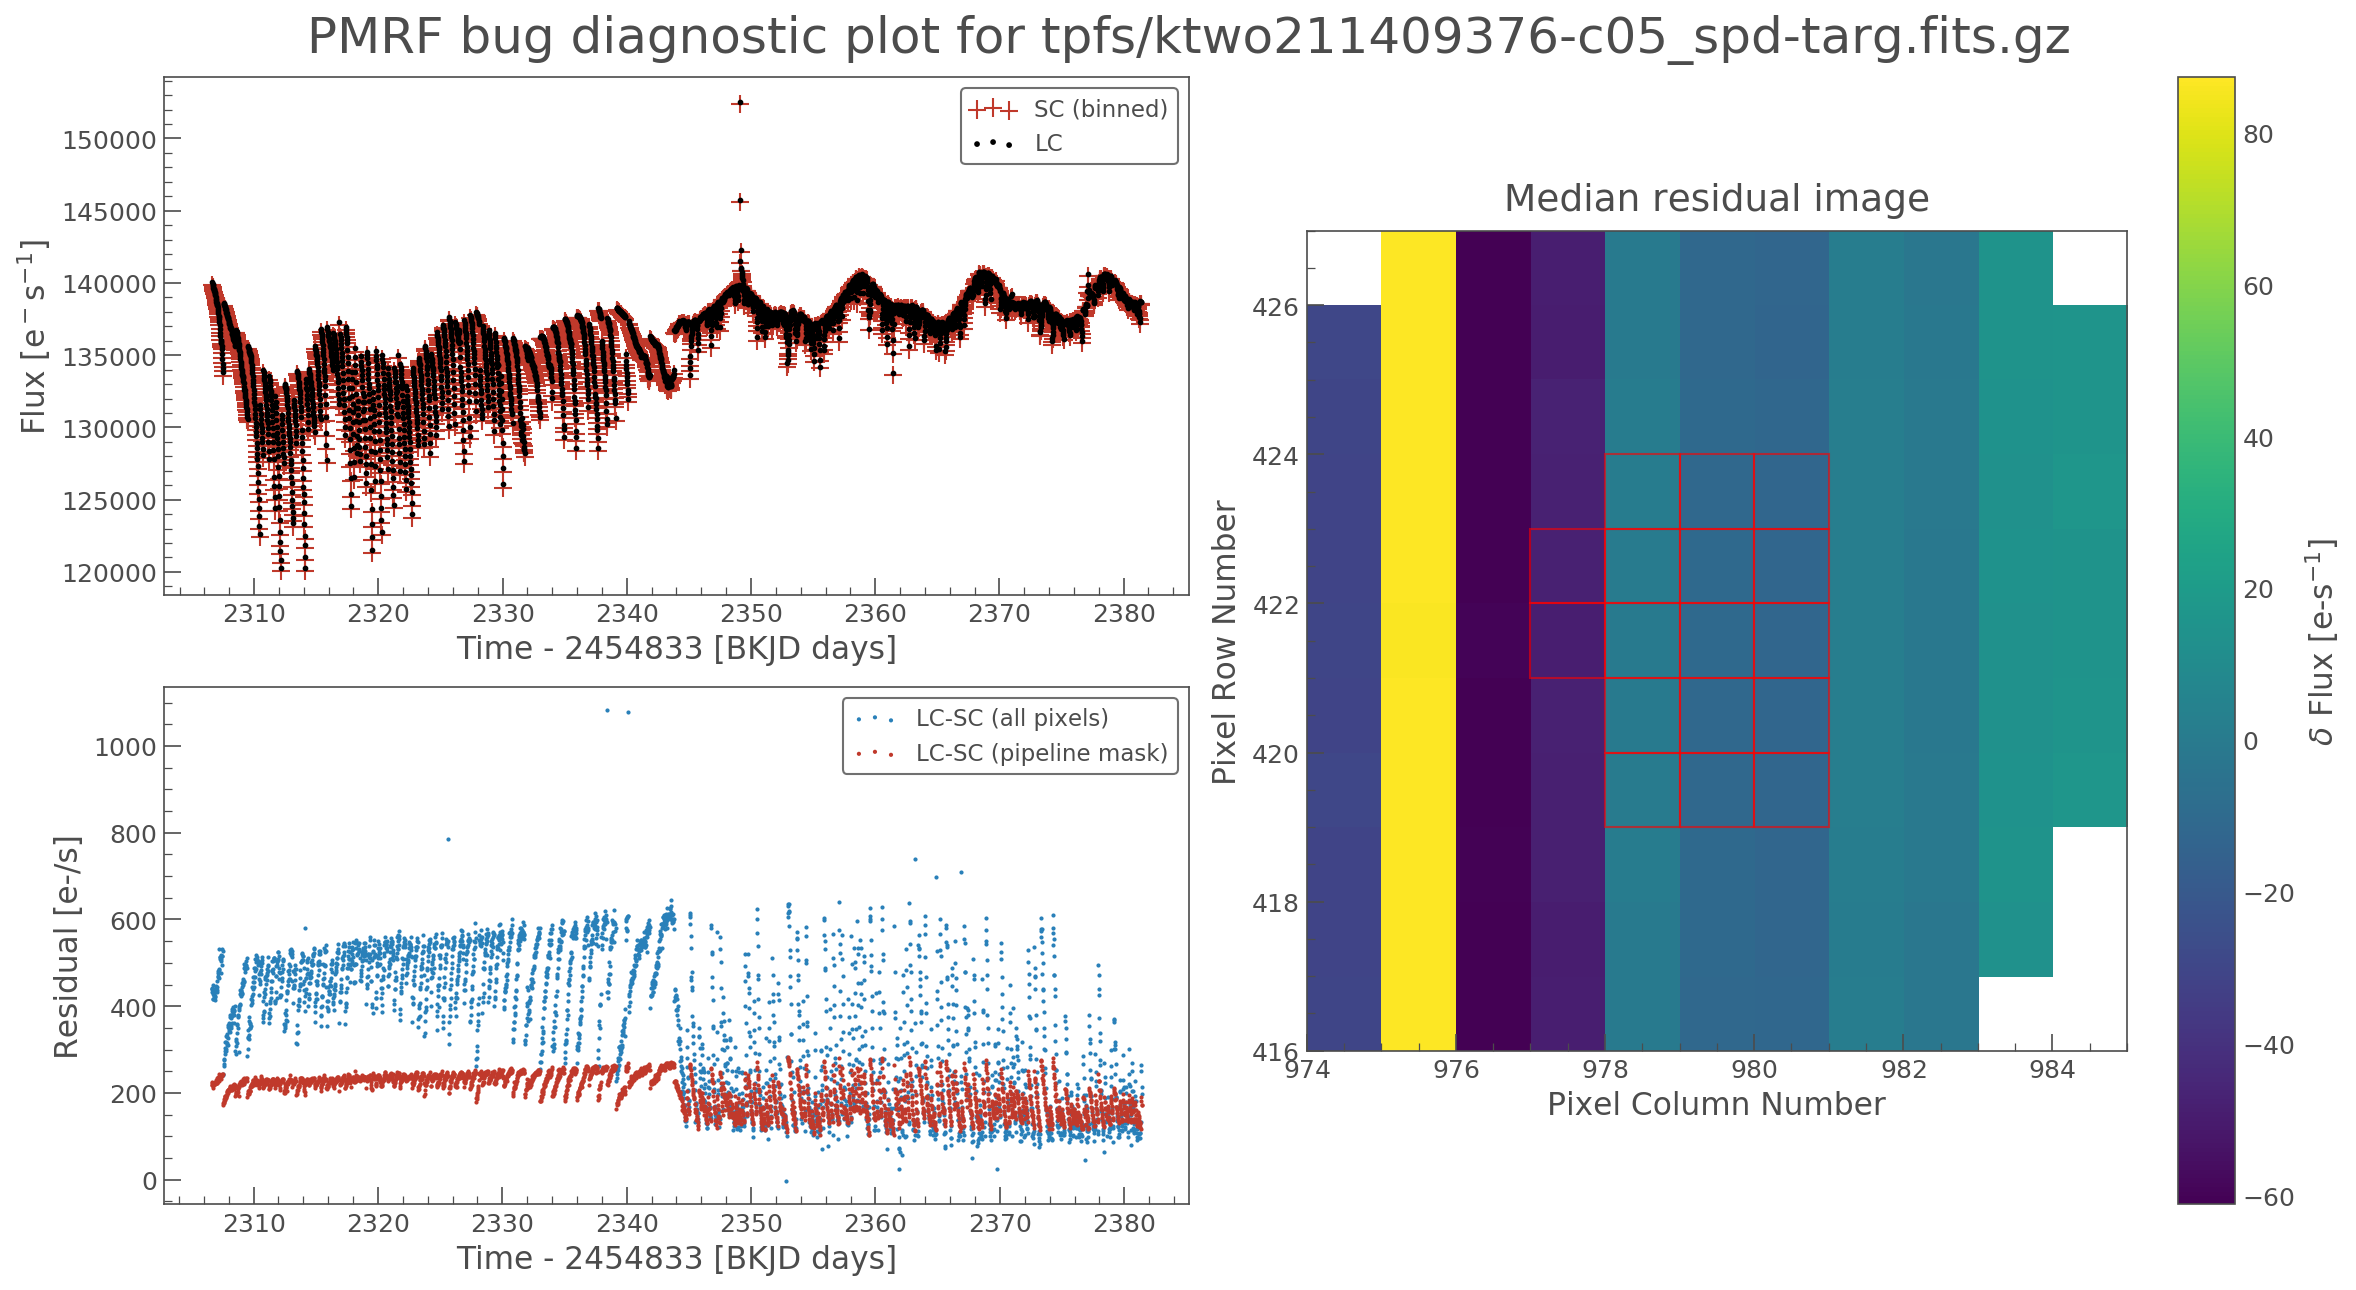 PMRF bug diagnostic plot for tpfs/ktwo211409376-c05_spd-targ.fits.gz
Flux [e⁻ s⁻¹]
150000
145000
140000
135000
130000
125000
120000
SC (binned)
LC
2310 2320 2330 2340 2350 2360 2370 2380
Time - 2454833 [BKJD days]
Residual [e-/s]
1000
800
600
400
200
0
LC-SC (all pixels)
LC-SC (pipeline mask)
2310 2320 2330 2340 2350 2360 2370 2380
Time - 2454833 [BKJD days]
Median residual image
Pixel Row Number
426
424
422
420
418
416
974 976 978 980 982 984
Pixel Column Number
80
60
40
20
0
−20
−40
−60
δ Flux [e-s⁻¹]